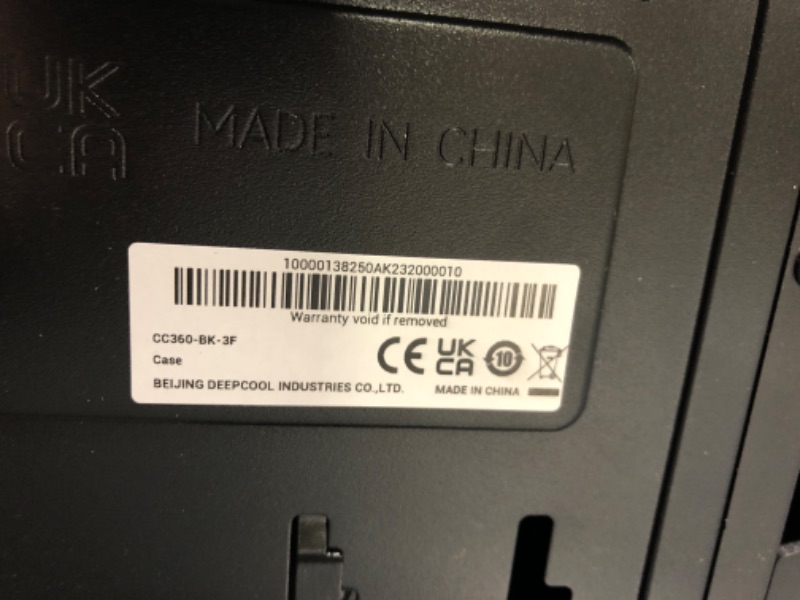 UK
CA
MADE IN CHINA
10000138250AK232000010
Warranty void if removed
CC360-BK-3F
Case
CE
UK
CA
10
BEIJING DEEPCOOL INDUSTRIES CO.,LTD.
MADE IN CHINA